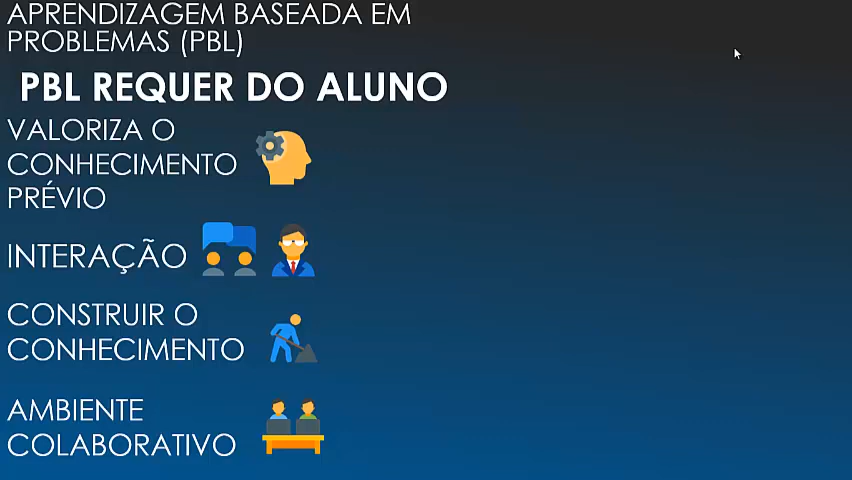 APRENDIZAGEM BASEADA EM
PROBLEMAS (PBL)
PBL REQUER DO ALUNO
VALORIZA O
CONHECIMENTO
PRÉVIO
INTERAÇÃO
CONSTRUIR O
CONHECIMENTO
AMBIENTE
COLABORATIVO